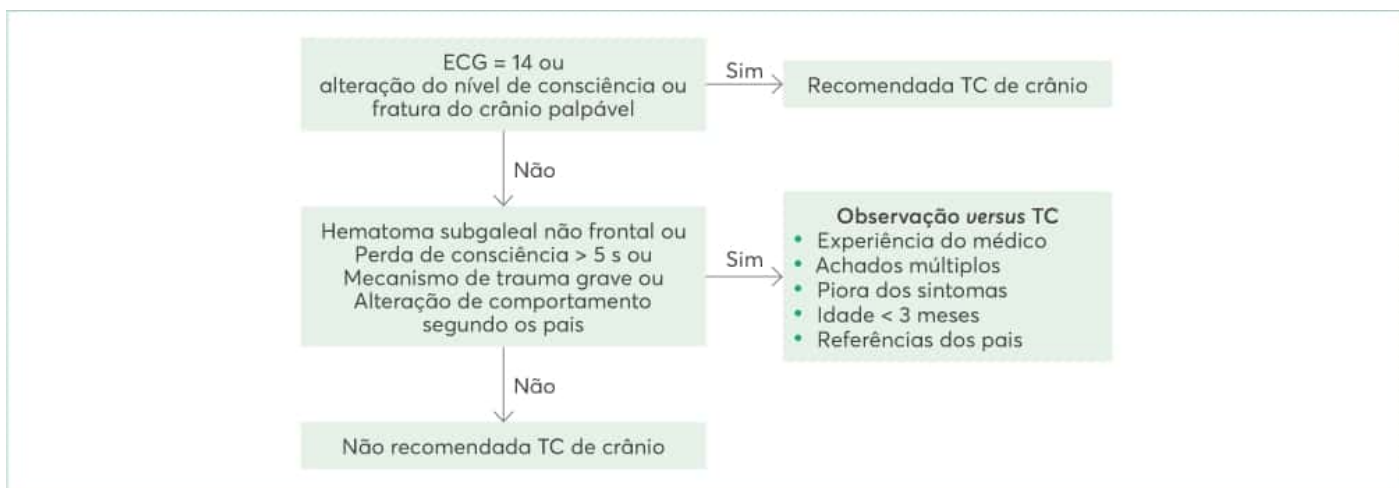 ECG = 14 ou
alteração do nível de consciência ou
fratura do crânio palpável
Sim
Recomendada TC de crânio
Não
Hematoma subgaleal não frontal ou
Perda de consciência > 5 s ou
Mecanismo de trauma grave ou
Alteração de comportamento
segundo os pais
Sim
Observação versus TC
• Experiência do médico
• Achados múltiplos
• Piora dos sintomas
• Idade < 3 meses
• Referências dos pais
Não
Não recomendada TC de crânio